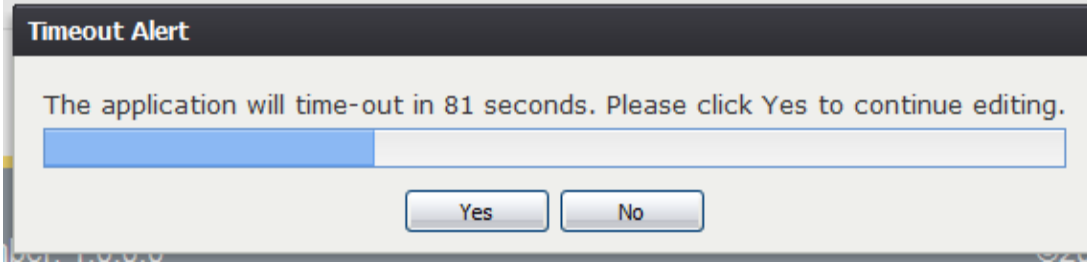 Timeout Alert
The application will time-out in 81 seconds. Please click Yes to continue editing.
Yes No